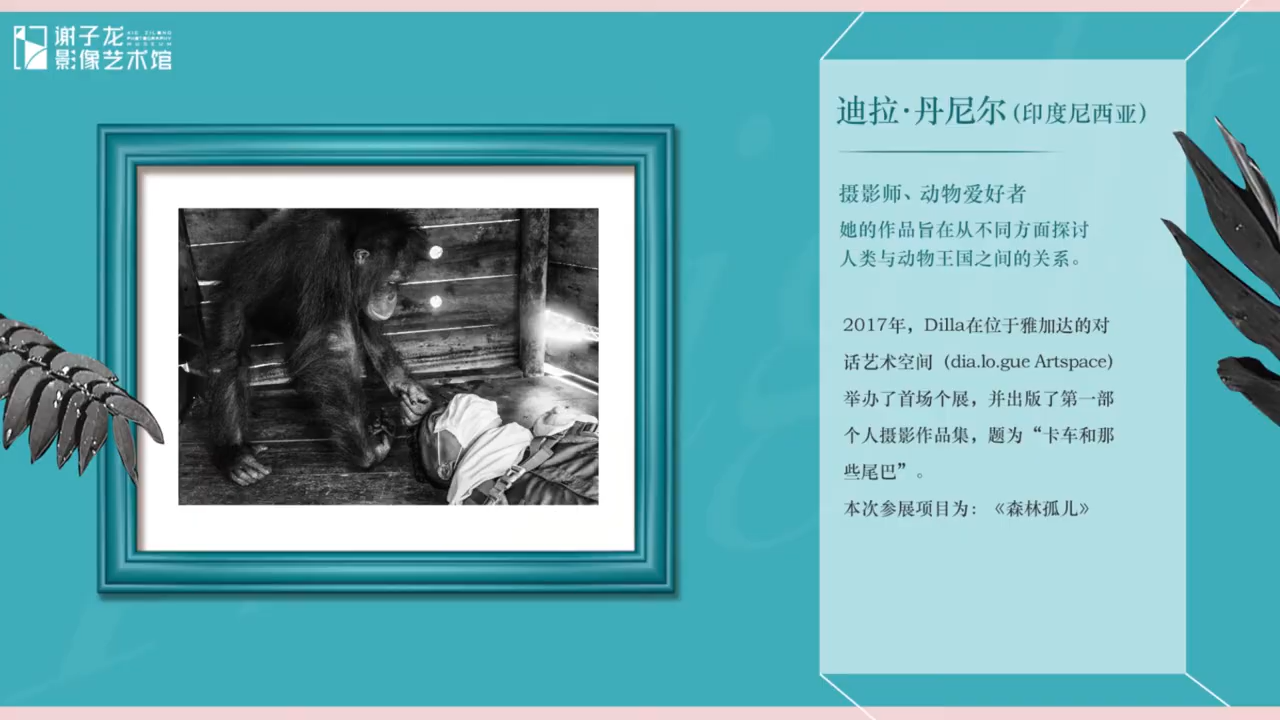 谢子龙
影像艺术馆
XIE ZILONG
PHOTOGRAPHY
MUSEUM
迪拉·丹尼尔(印度尼西亚)
摄影师、动物爱好者
她的作品旨在从不同方面探讨
人类与动物王国之间的关系。
2017年，Dilla在位于雅加达的对
话艺术空间（dia.lo.gue Artspace)
举办了首场个展，并出版了第一部
个人摄影作品集，题为“卡车和那
些尾巴”。
本次参展项目为：《森林孤儿》